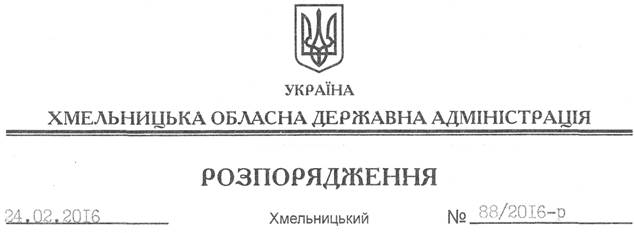 УКРАЇНА
ХМЕЛЬНИЦЬКА ОБЛАСНА ДЕРЖАВНА АДМІНІСТРАЦІЯ
РОЗПОРЯДЖЕННЯ
24.02.2016 Хмельницький № 88/2016-р